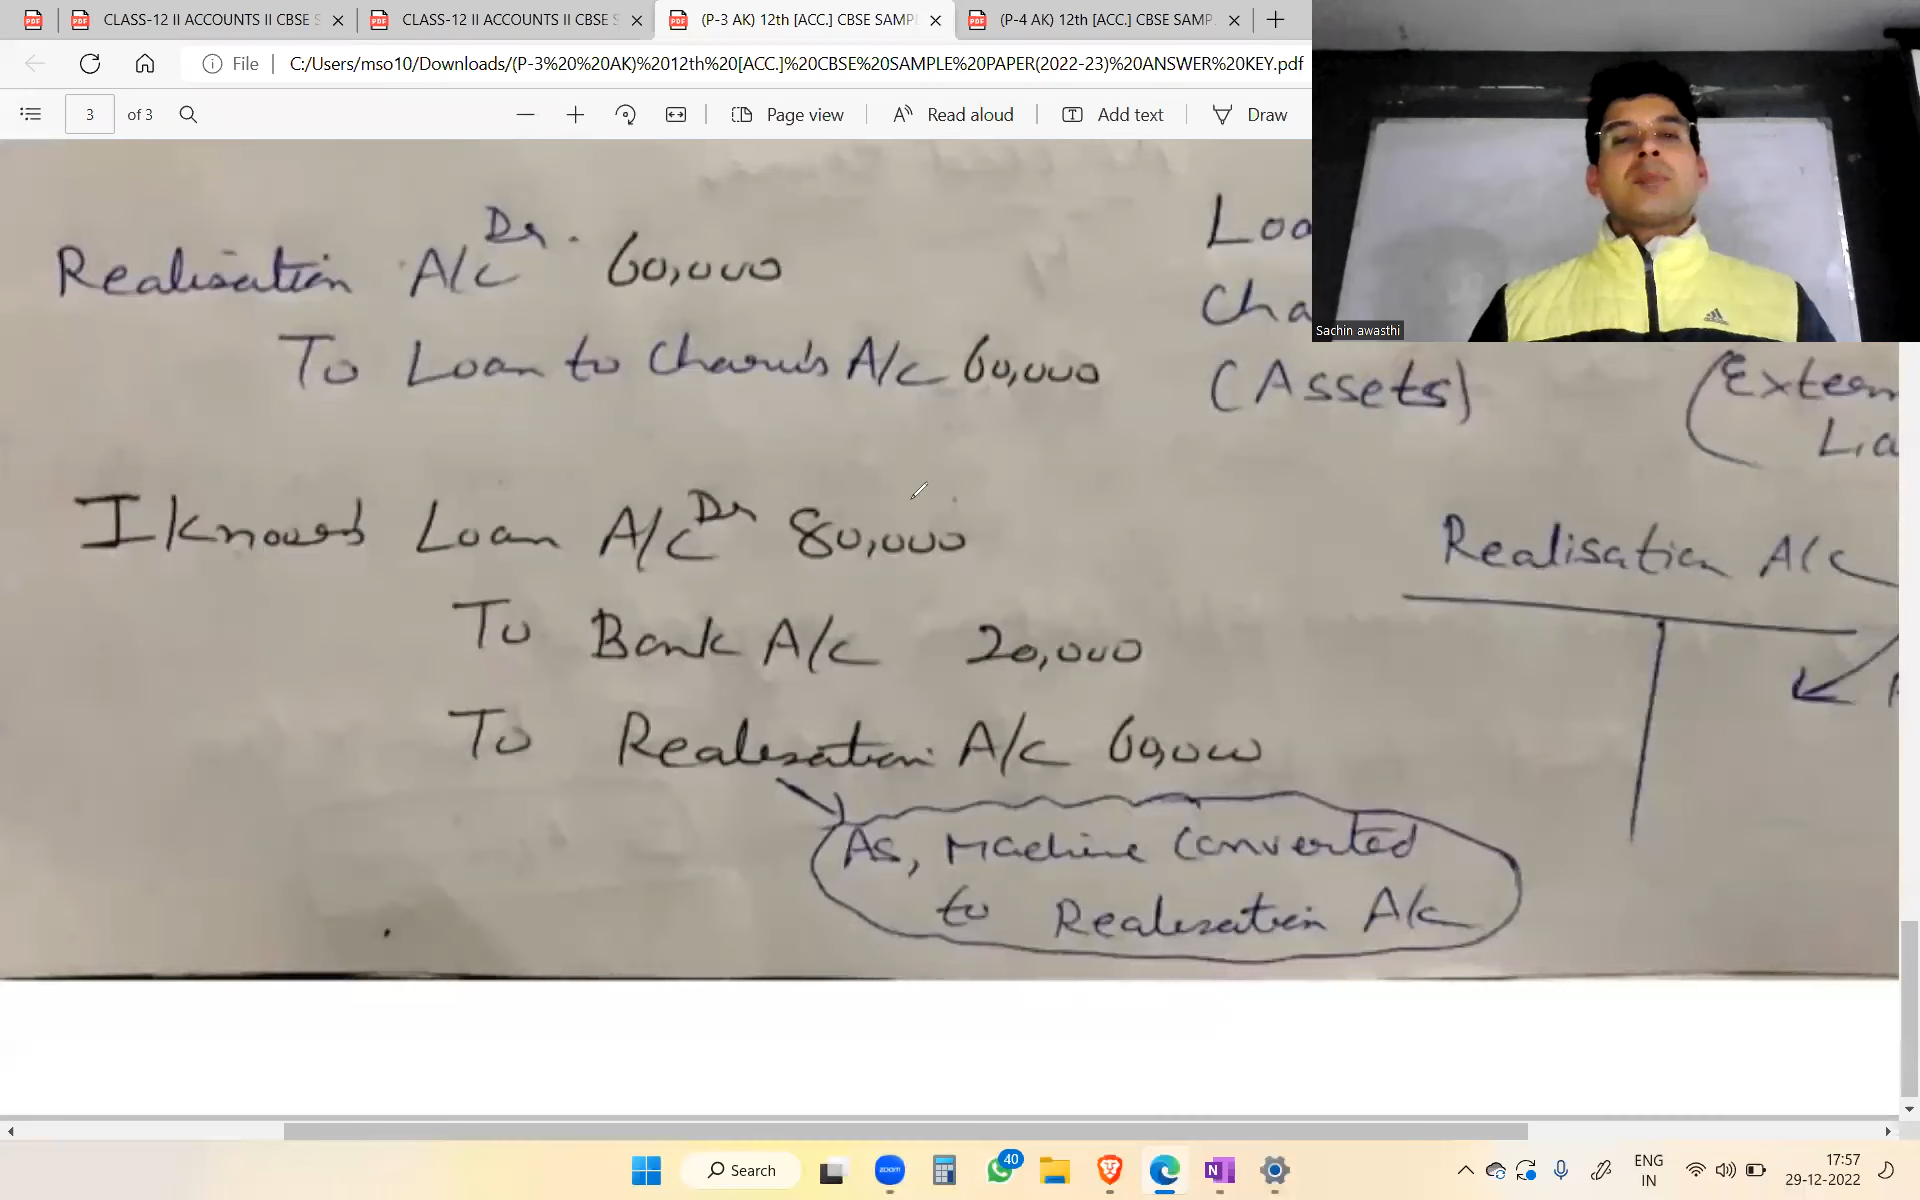 CLASS-12 II ACCOUNTS II CBSE S
CLASS-12 II ACCOUNTS II CBSE S
(P-3 AK) 12th [ACC.] CBSE SAMPL
(P-4 AK) 12th [ACC.] CBSE SAMP
File
C:/Users/mso10/Downloads/(P-3%20%20AK)%2012th%20[ACC.]%20CBSE%20SAMPLE%20PAPER(2022-23)%20ANSWER%20KEY.pdf
3 of 3
Page view
Read aloud
Add text
Draw
Sachin awasthi
Realisation A/c Dr. 60,000
To Loan to Charu's A/c 60,000
Loa
Cha
(Assets)
(Extern
Lia
Loan A/c Dr 80,000
To Bank A/c 20,000
To Realisation A/c 60,000
As, Machine Converted
to Realisation A/c
Realisation A/c
Search
zoom
40
N
ENG
IN
17:57
29-12-2022